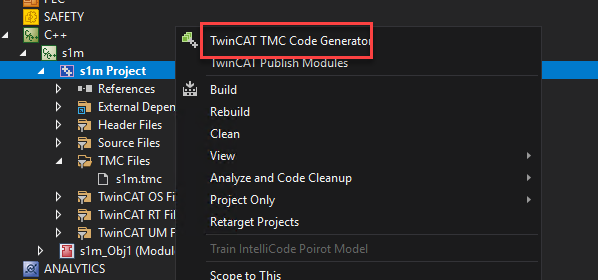 PLC
SAFETY
C++
s1m
s1m Project
References
External Depen
Header Files
Source Files
TMC Files
s1m.tmc
TwinCAT OS Fi
TwinCAT RT Fil
TwinCAT UM F
s1m_Obj1 (Modul
ANALYTICS
TwinCAT TMC Code Generator
TwinCAT Publish Modules
Build
Rebuild
Clean
View
Analyze and Code Cleanup
Project Only
Retarget Projects
Train IntelliCode Poirot Model
Scope to This